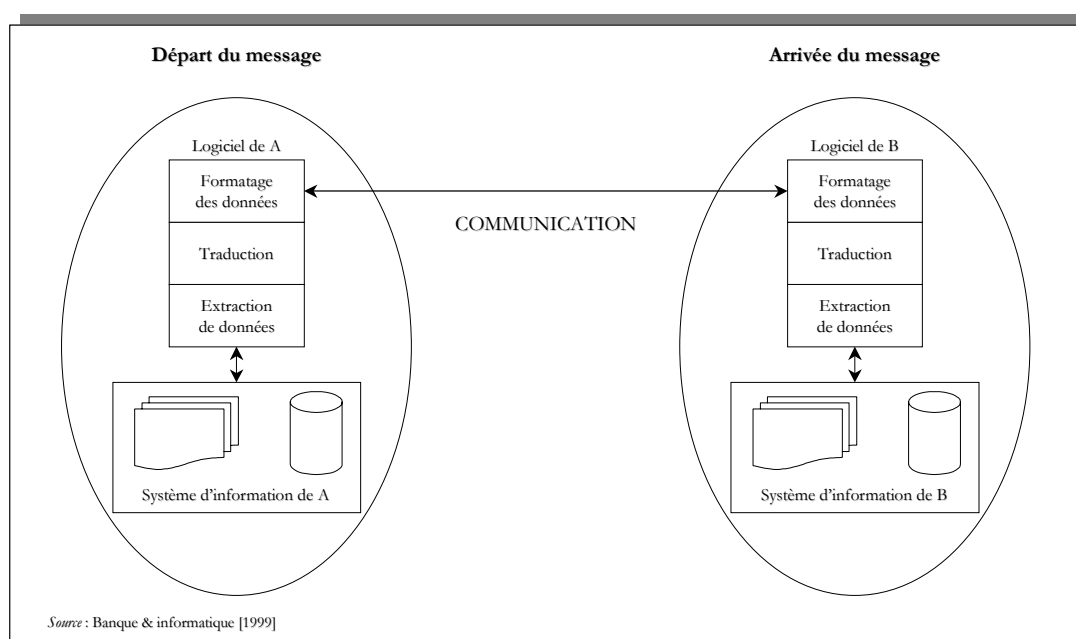 Départ du message
Arrivée du message
Logiciel de A
Formatage
des données
Traduction
Extraction
de données
Système d'information de A
COMMUNICATION
Logiciel de B
Formatage
des données
Traduction
Extraction
de données
Système d'information de B
Source : Banque & informatique [1999]